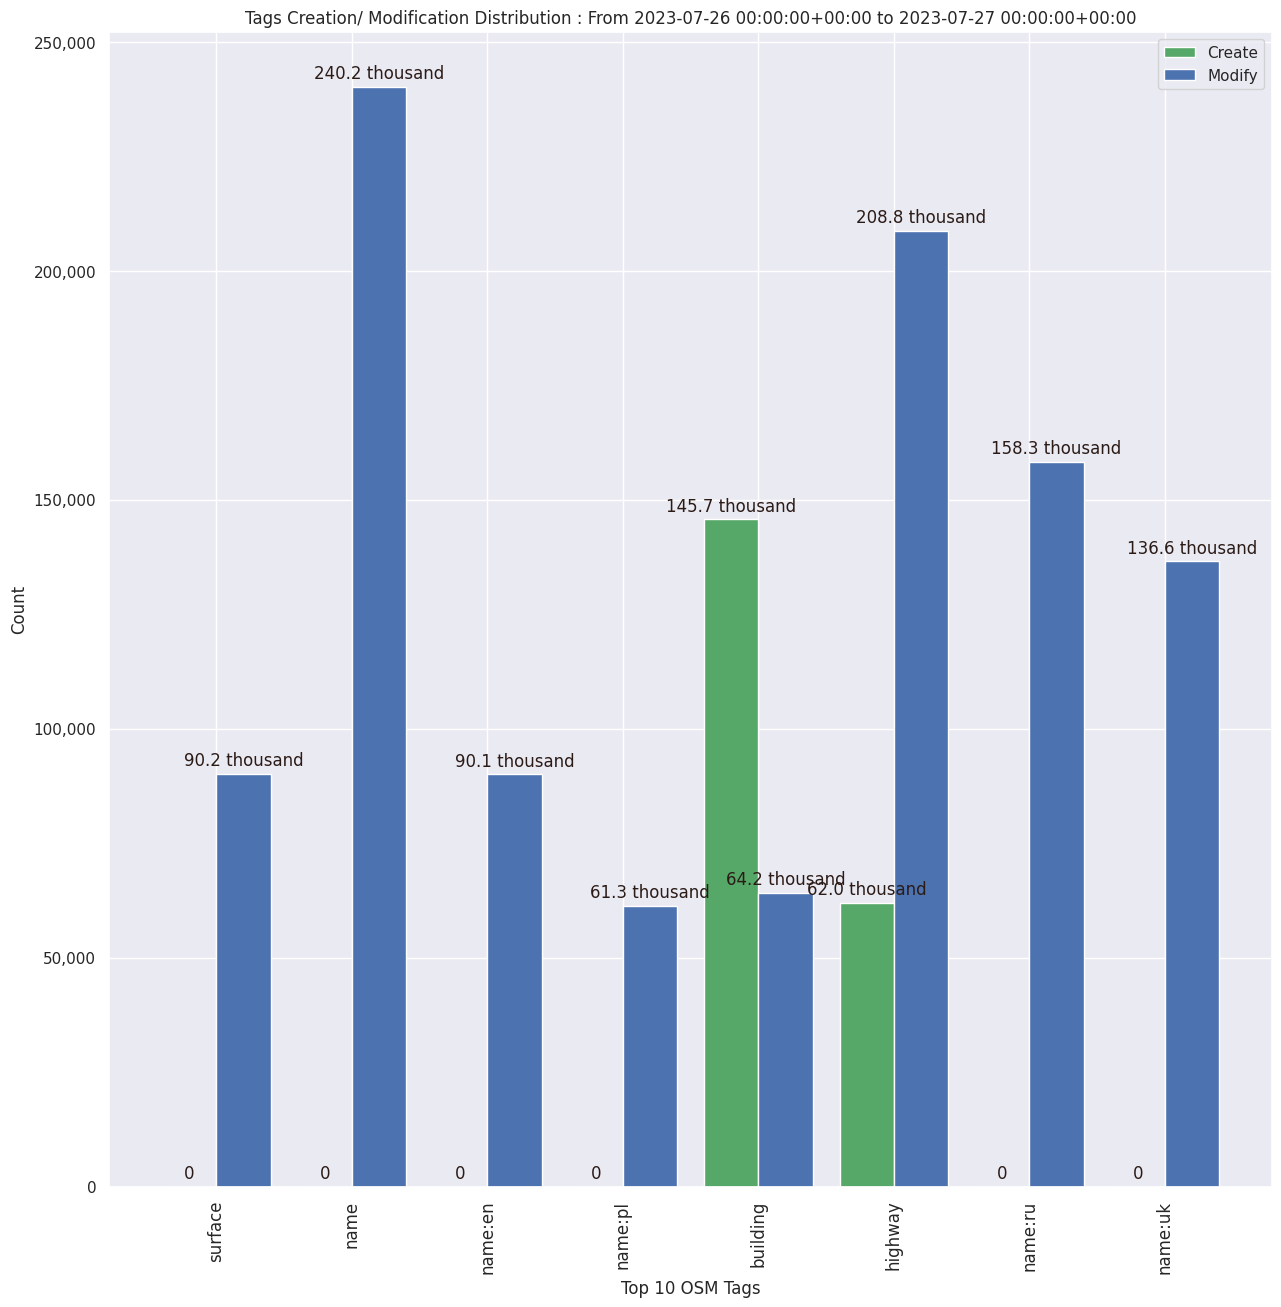 Tags Creation/ Modification Distribution : From 2023-07-26 00:00:00+00:00 to 2023-07-27 00:00:00+00:00
Create
Modify
250,000
200,000
150,000
100,000
50,000
0
Count
240.2 thousand
208.8 thousand
158.3 thousand
145.7 thousand
136.6 thousand
90.2 thousand
90.1 thousand
64.2 thousand
62.0 thousand
61.3 thousand
0
0
0
0
0
0
surface
name
name:en
name:pl
building
highway
name:ru
name:uk
Top 10 OSM Tags